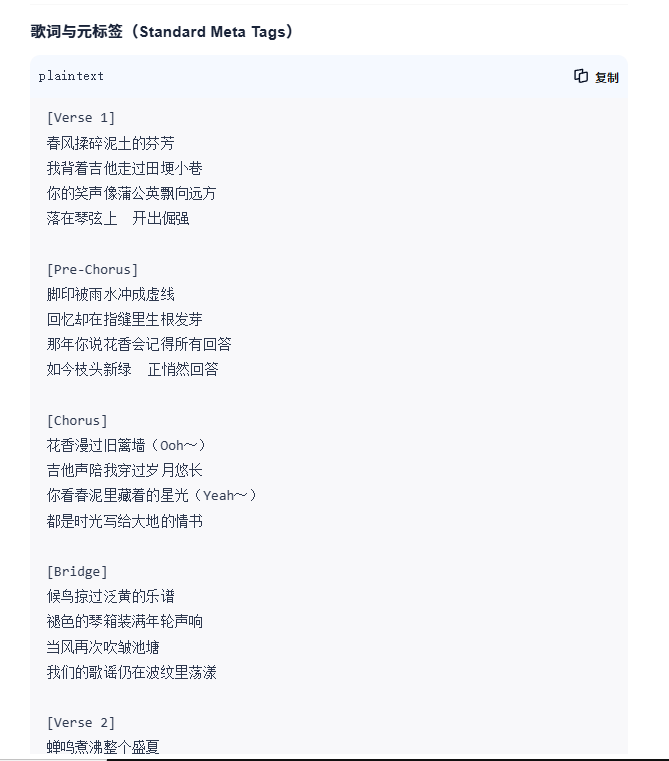 歌词与元标签（Standard Meta Tags）
plaintext 复制
[Verse 1]
春风揉碎泥土的芬芳
我背着吉他走过田埂小巷
你的笑声像蒲公英飘向远方
落在琴弦上  开出倔强
[Pre-Chorus]
脚印被雨水冲成虚线
回忆却在指缝里生根发芽
那年你说花香会记得所有回答
如今枝头新绿  正悄然回答
[Chorus]
花香漫过旧篱墙（Ooh～）
吉他声陪我穿过岁月悠长
你看春泥里藏着的星光（Yeah～）
都是时光写给大地的情书
[Bridge]
候鸟掠过泛黄的乐谱
褪色的琴箱装满年轮声响
当风再次吹皱池塘
我们的歌谣仍在波纹里荡漾
[Verse 2]
蝉鸣煮沸整个盛夏